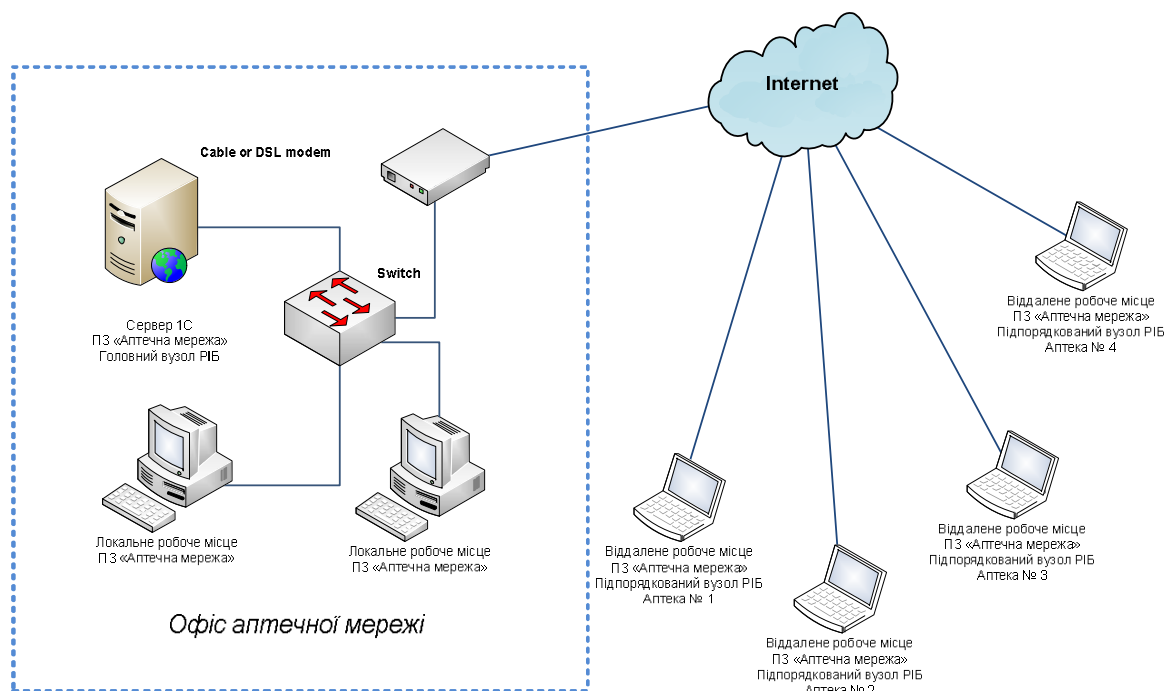 Internet
Cable or DSL modem
Switch
Сервер 1С
ПЗ «Аптечна мережа»
Головний вузол РІБ
Локальне робоче місце
ПЗ «Аптечна мережа»
Локальне робоче місце
ПЗ «Аптечна мережа»
Офіс аптечної мережі
Віддалене робоче місце
ПЗ «Аптечна мережа»
Підпорядкований вузол РІБ
Аптека № 1
Віддалене робоче місце
ПЗ «Аптечна мережа»
Підпорядкований вузол РІБ
Аптека № 2
Віддалене робоче місце
ПЗ «Аптечна мережа»
Підпорядкований вузол РІБ
Аптека № 3
Віддалене робоче місце
ПЗ «Аптечна мережа»
Підпорядкований вузол РІБ
Аптека № 4